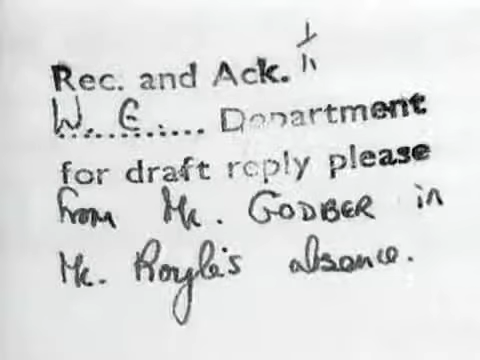 Rec. and Ack.
W. E. ........... Department
for draft reply please
from Mr. GODBER in
Mr. Royle's absence.